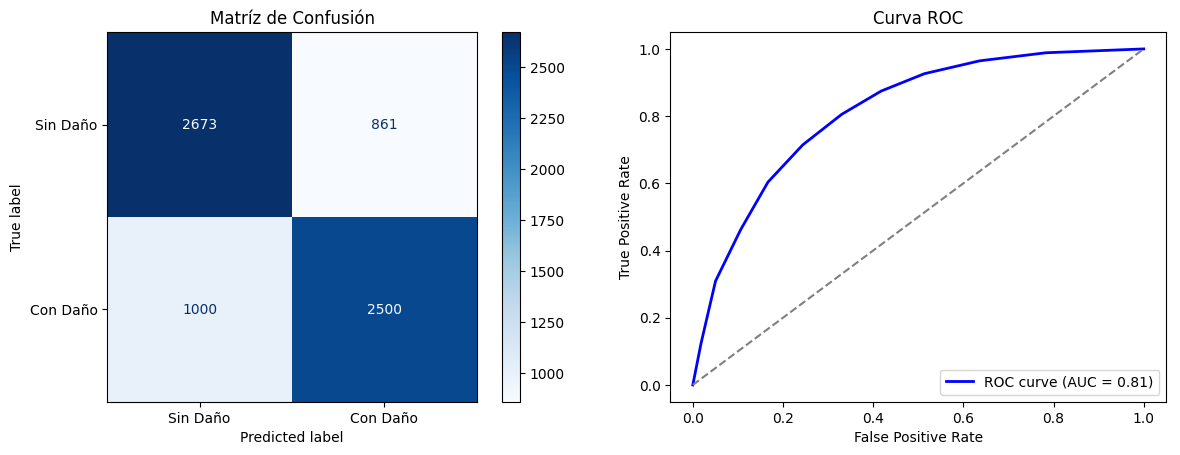 Matríz de Confusión
True label
Sin Daño
Con Daño
2673
861
1000
2500
Sin Daño
Con Daño
Predicted label
2500
2250
2000
1750
1500
1250
1000
Curva ROC
True Positive Rate
1.0
0.8
0.6
0.4
0.2
0.0
0.0
0.2
0.4
0.6
0.8
1.0
False Positive Rate
ROC curve (AUC = 0.81)